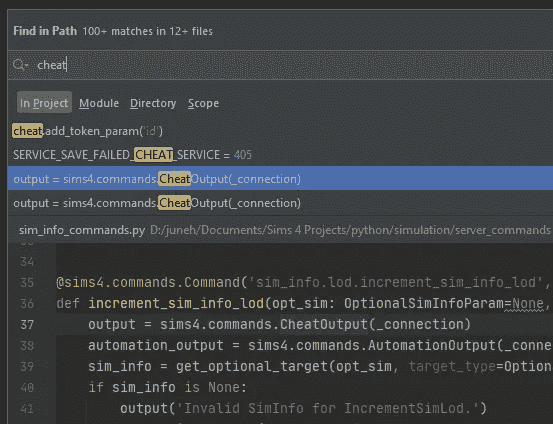 Find in Path 100+ matches in 12+ files
cheat
In Project Module Directory Scope
cheat.add_token_param('id')
SERVICE_SAVE_FAILED_CHEAT_SERVICE = 405
output = sims4.commands.CheatOutput(_connection)
output = sims4.commands.CheatOutput(_connection)
sim_info_commands.py D:/juneh/Documents/Sims 4 Projects/python/simulation/server_commands
34
35 @sims4.commands.Command('sim_info.lod.increment_sim_info_lod',
36 def increment_sim_info_lod(opt_sim: OptionalSimInfoParam=None,
37 output = sims4.commands.CheatOutput(_connection)
38 automation_output = sims4.commands.AutomationOutput(_conne
39 sim_info = get_optional_target(opt_sim, target_type=Option
40 if sim_info is None:
41 output('Invalid SimInfo for IncrementSimLod.')